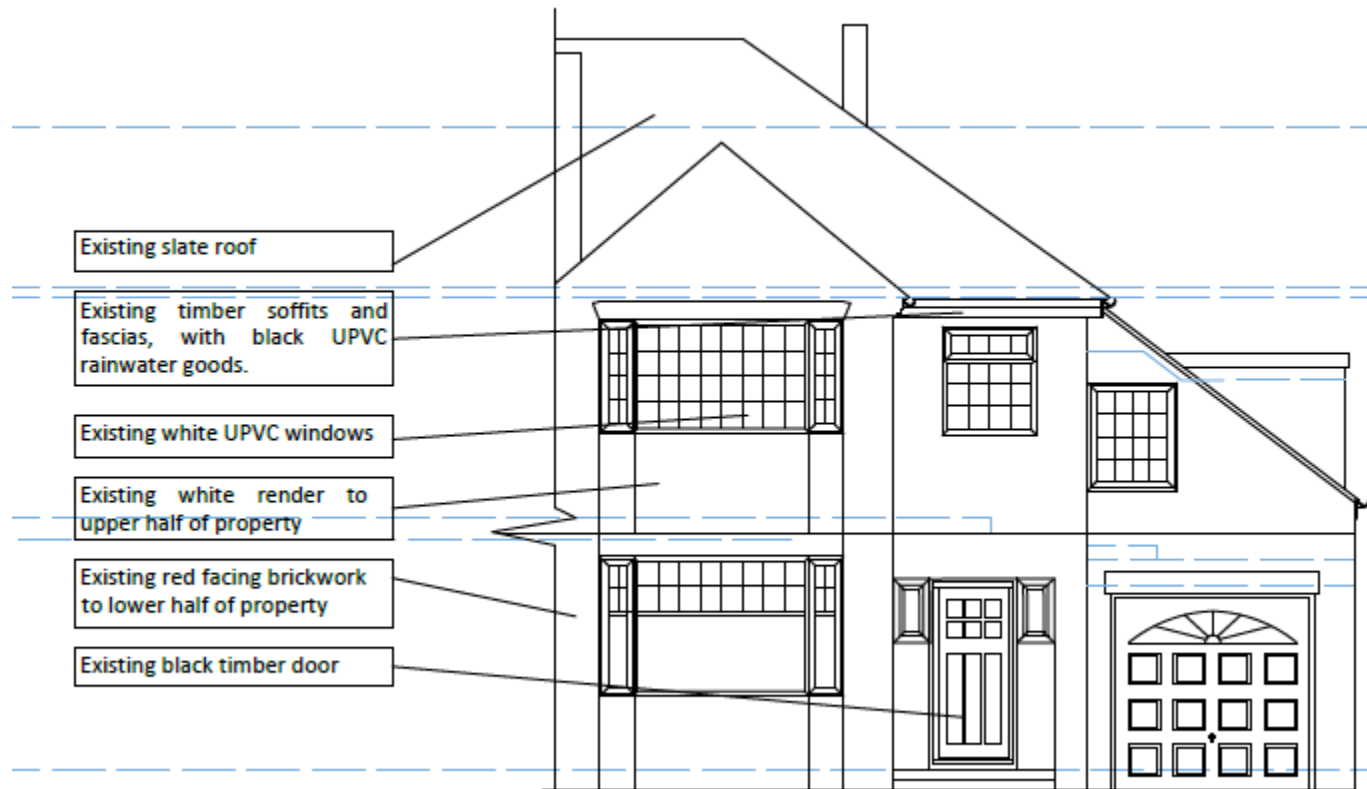 Existing slate roof
Existing timber soffits and
fascias, with black UPVC
rainwater goods.
Existing white UPVC windows
Existing white render to
upper half of property
Existing red facing brickwork
to lower half of property
Existing black timber door